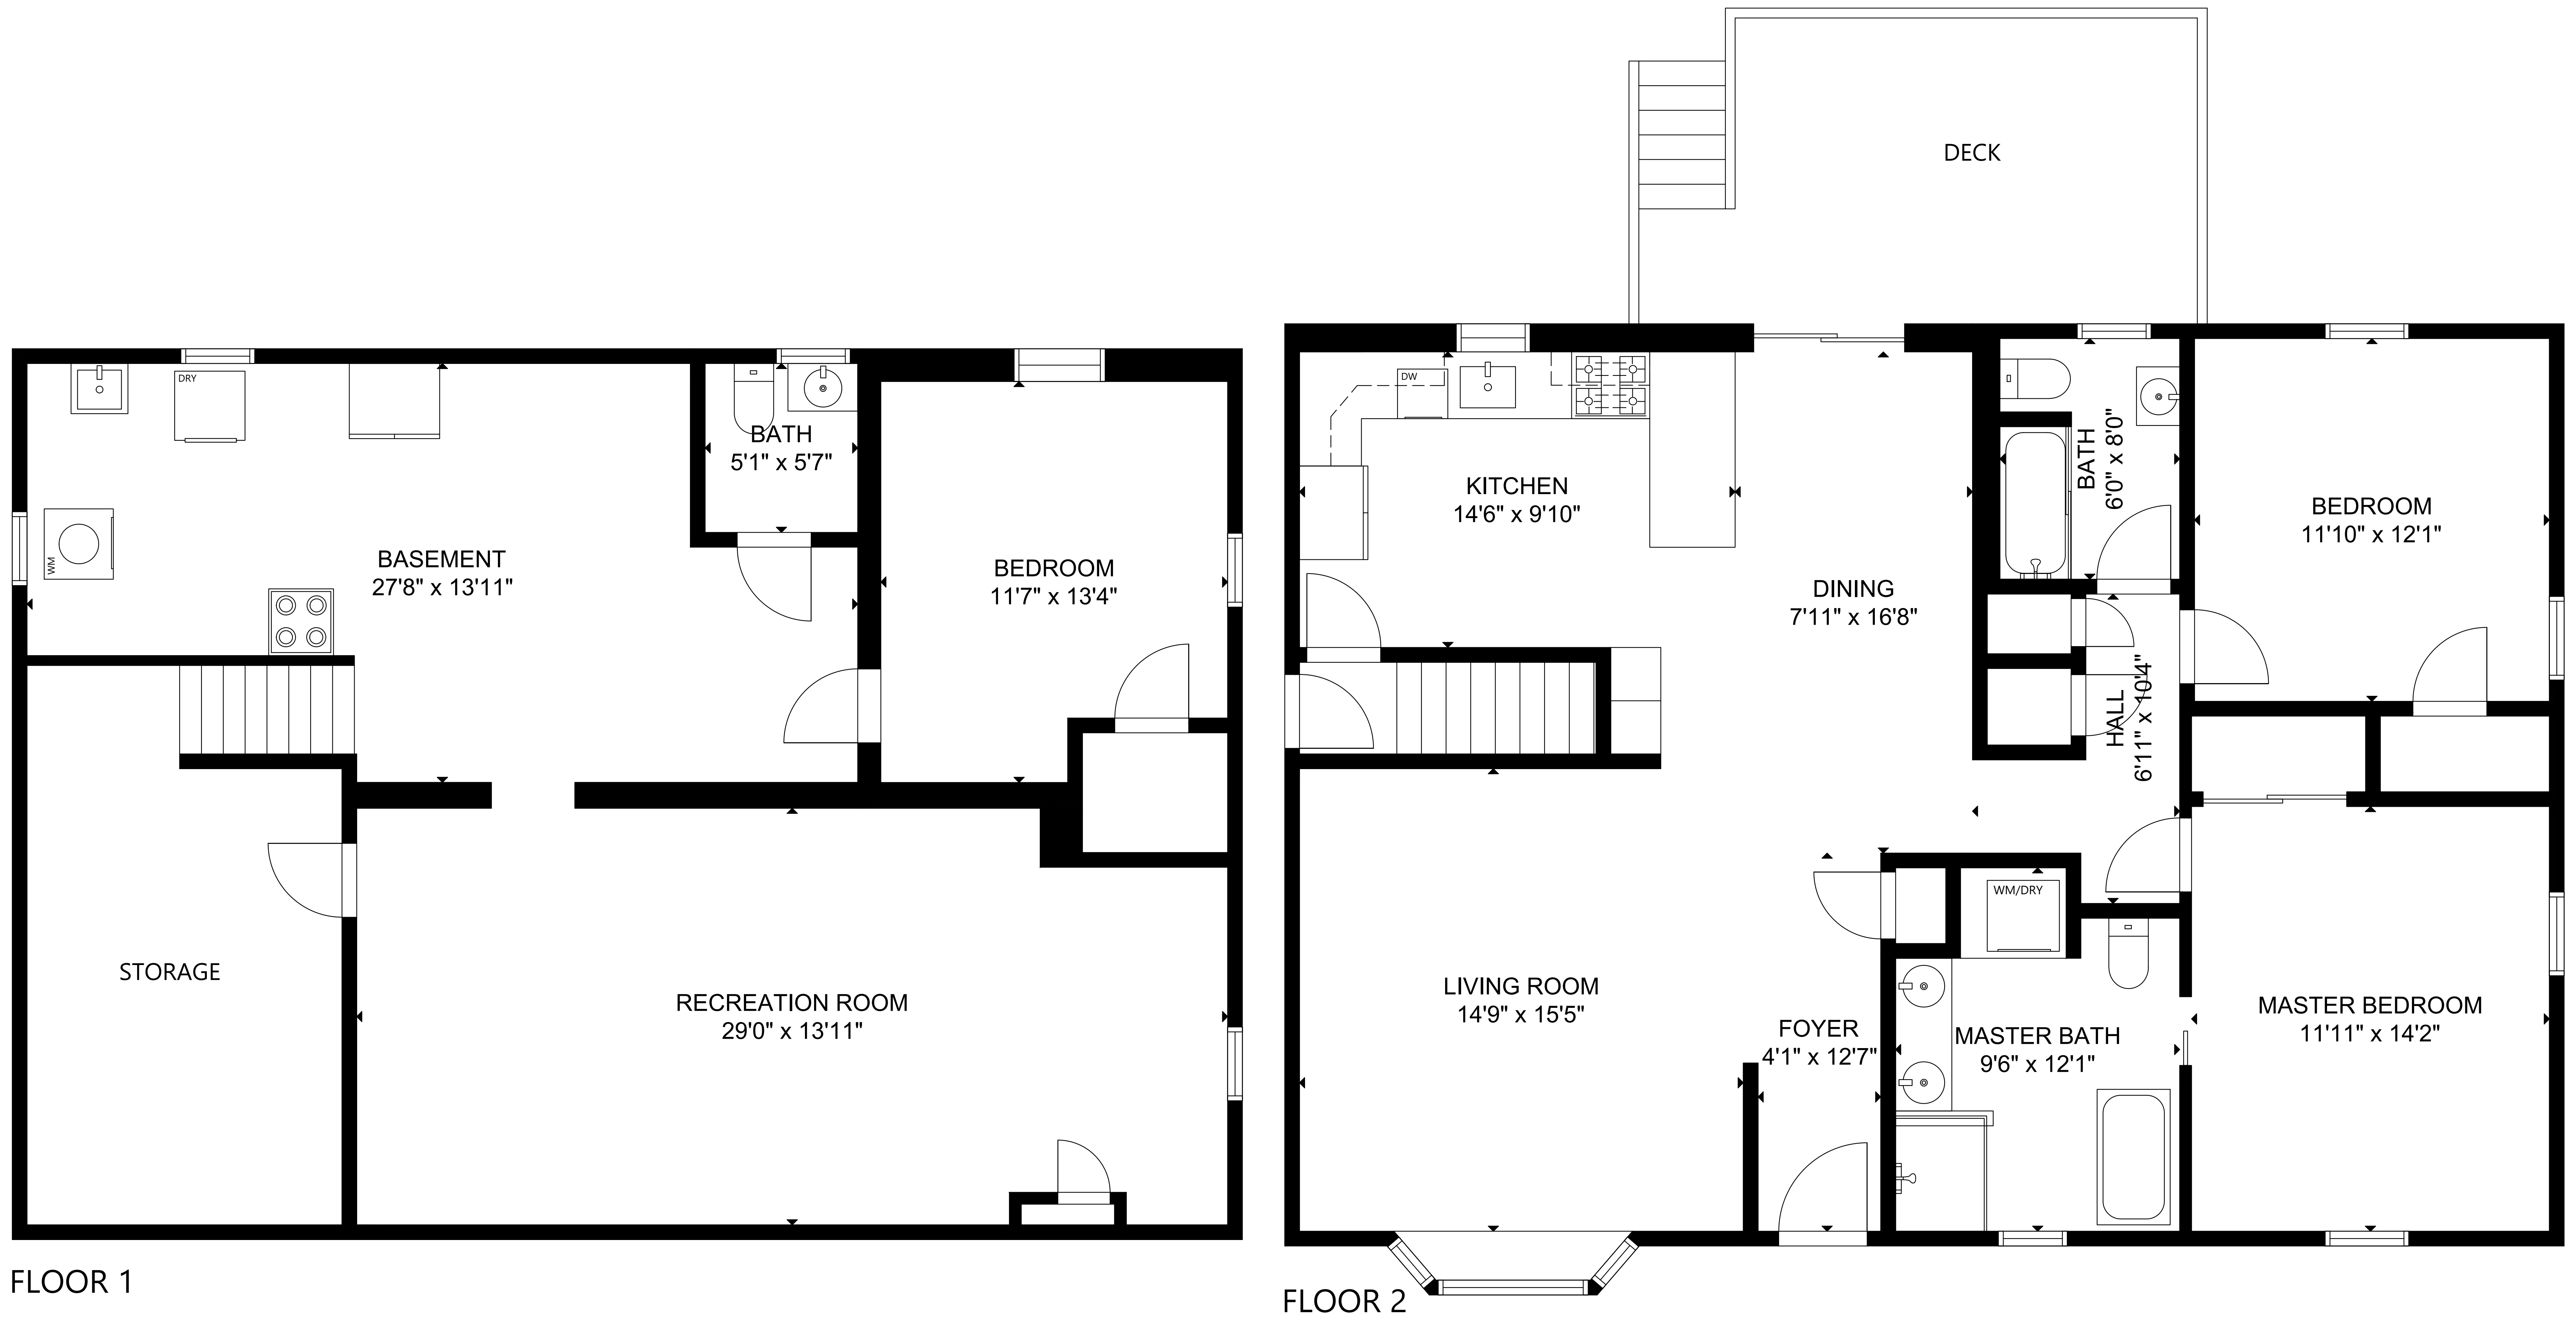 DECK
DRY
BATH
5'1" x 5'7"
WM
BASEMENT
27'8" x 13'11"
BEDROOM
11'7" x 13'4"
STORAGE
RECREATION ROOM
29'0" x 13'11"
FLOOR 1
DW
KITCHEN
14'6" x 9'10"
DINING
7'11" x 16'8"
BATH
6'0" x 8'0"
BEDROOM
11'10" x 12'1"
HALL
6'11" x 10'4"
WM/DRY
LIVING ROOM
14'9" x 15'5"
FOYER
4'1" x 12'7"
MASTER BATH
9'6" x 12'1"
MASTER BEDROOM
11'11" x 14'2"
FLOOR 2